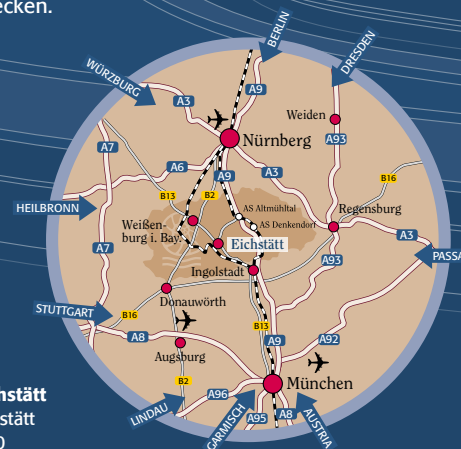 ecken.
BERLIN
DRESDEN
WÜRZBURG
A9
A3
Weiden
Nürnberg
A93
A7
A6
A9
A3
B16
B13
B2
HEILBRONN
AS Altmühltal
Regensburg
Weißen-
burg i. Bay.
AS Denkendorf
A3
Eichstätt
A7
Ingolstadt
A93
PASSA
Donauwörth
STUTTGART
B16
B13
A8
A9
A92
Augsburg
B2
München
A96
LINDAU
GARMISCH
A95
A8
AUSTRIA
hstätt
stätt
0